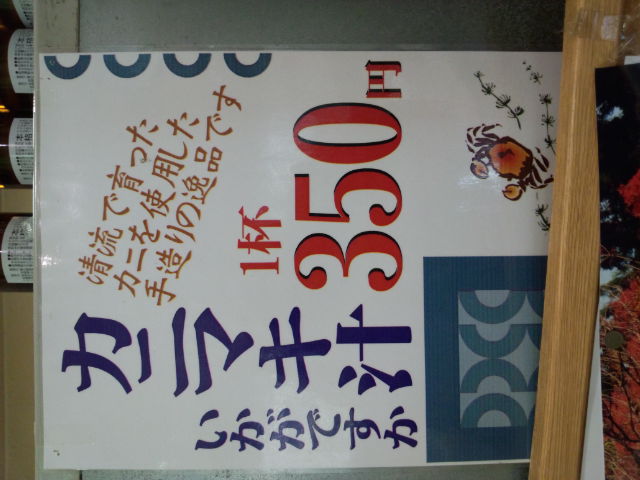 カニマキ汁
いかがですか
清流で育った
カニを使用した
手造りの逸品です
1杯
350円